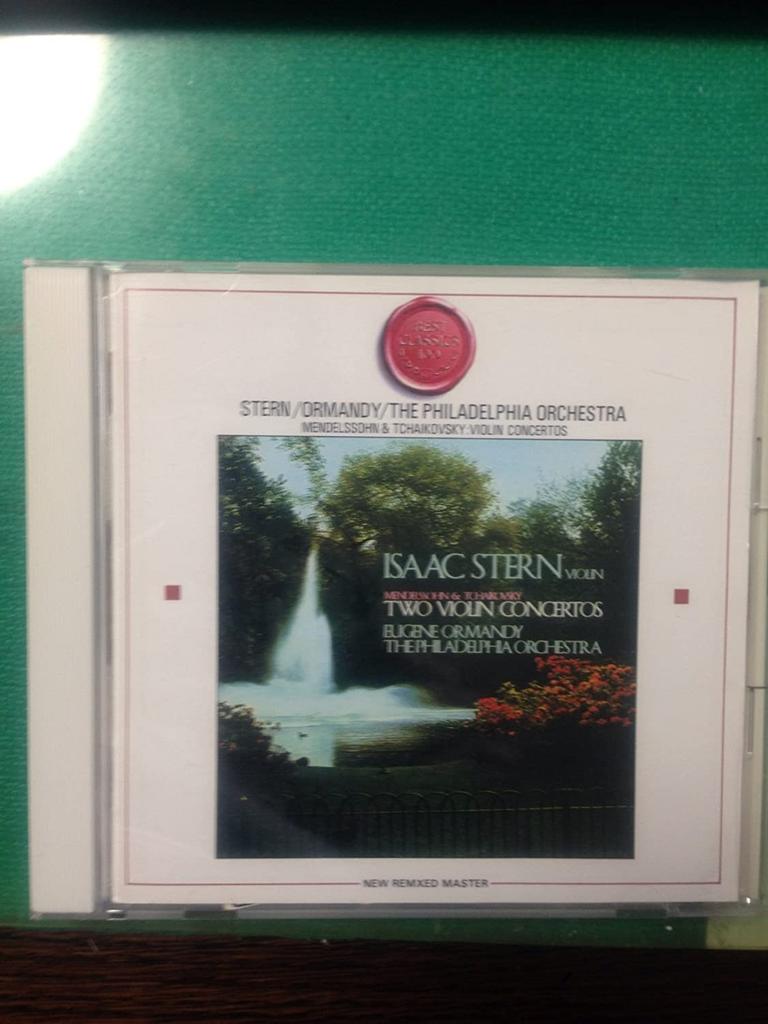 BEST
CLASSICS
100
STERN/ORMANDY/THE PHILADELPHIA ORCHESTRA
MENDELSSOHN & TCHAIKOVSKY:VIOLIN CONCERTOS
ISAAC STERN VIOLIN
MENDELSSOHN & TCHAIKOVSKY
TWO VIOLIN CONCERTOS
EUGENE ORMANDY
THE PHILADELPHIA ORCHESTRA
NEW REMIXED MASTER